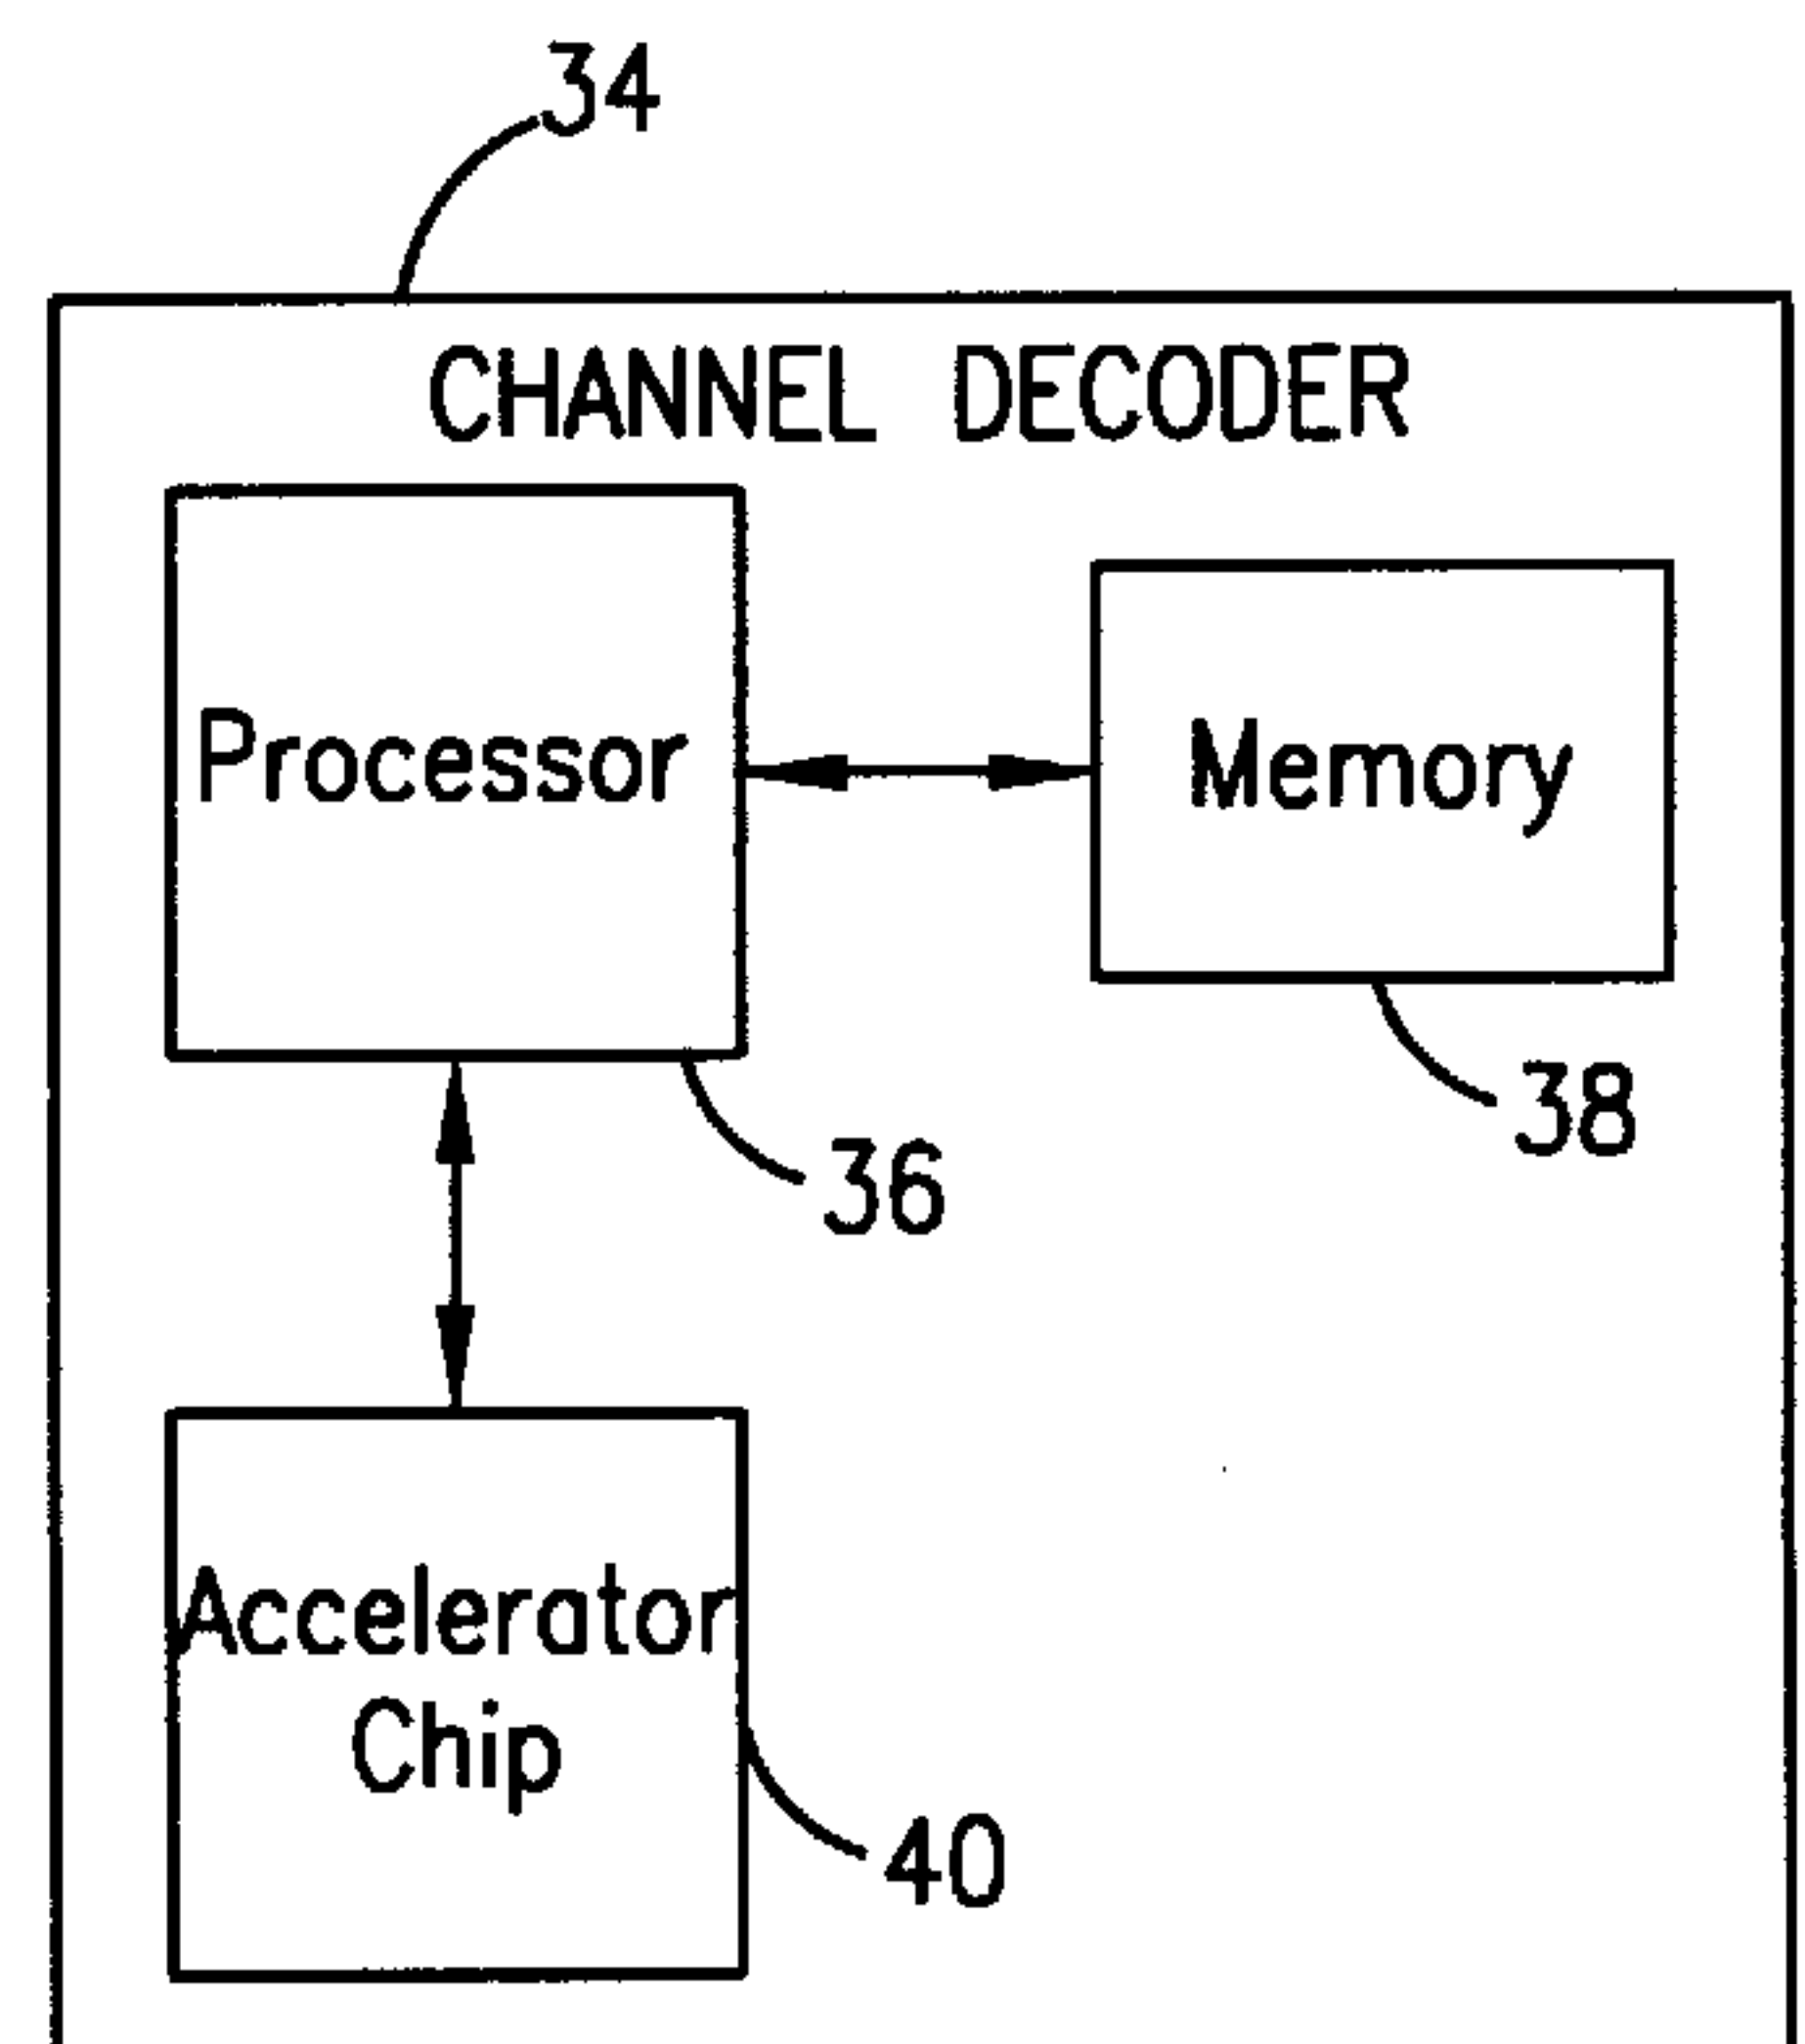 34
CHANNEL DECODER
Processor
Memory
38
36
Accelerator
Chip
40